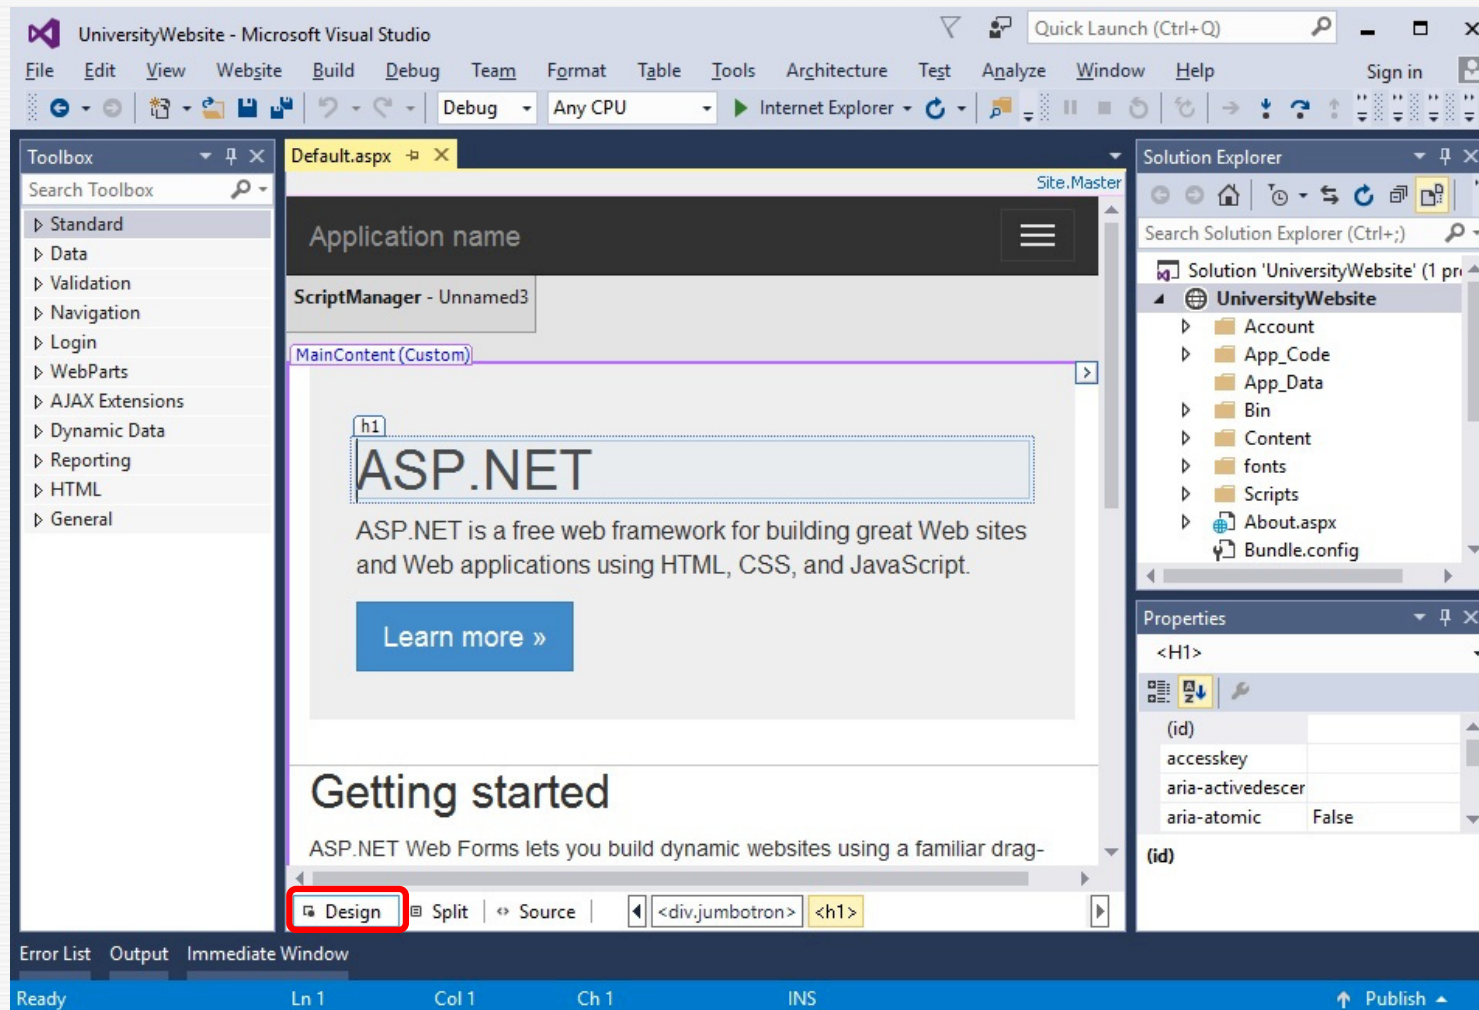 UniversityWebsite - Microsoft Visual Studio
Quick Launch (Ctrl+Q)
File Edit View Website Build Debug Team Format Table Tools Architecture Test Analyze Window Help Sign in
Debug Any CPU Internet Explorer
Toolbox
Search Toolbox
Standard
Data
Validation
Navigation
Login
WebParts
AJAX Extensions
Dynamic Data
Reporting
HTML
General
Default.aspx
Site.Master
Application name
ScriptManager - Unnamed3
MainContent (Custom)
h1
ASP.NET
ASP.NET is a free web framework for building great Web sites
and Web applications using HTML, CSS, and JavaScript.
Learn more »
Getting started
ASP.NET Web Forms lets you build dynamic websites using a familiar drag-
Design Split Source <div.jumbotron> <h1>
Solution Explorer
Search Solution Explorer (Ctrl+;)
Solution 'UniversityWebsite' (1 pr
UniversityWebsite
Account
App_Code
App_Data
Bin
Content
fonts
Scripts
About.aspx
Bundle.config
Properties
<H1>
(id)
accesskey
aria-activedescer
aria-atomic False
(id)
Error List Output Immediate Window
Ready Ln 1 Col 1 Ch 1 INS Publish